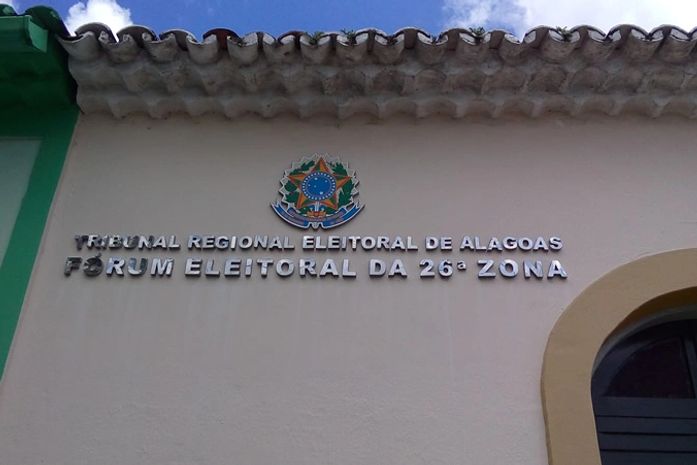 TRIBUNAL REGIONAL ELEITORAL DE ALAGOAS
FÓRUM ELEITORAL DA 26ª ZONA